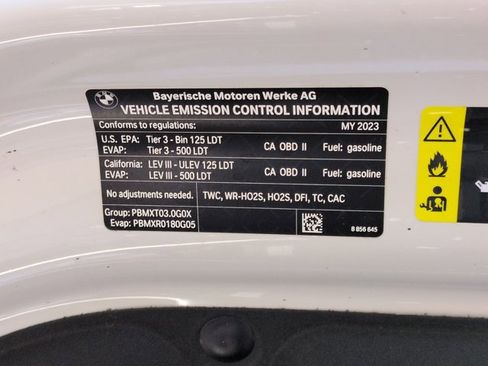 BMW
Bayerische Motoren Werke AG
VEHICLE EMISSION CONTROL INFORMATION
Conforms to regulations: MY 2023
U.S. EPA: Tier 3 - Bin 125 LDT CA OBD II Fuel: gasoline
EVAP: Tier 3 - 500 LDT
California: LEV III - ULEV 125 LDT CA OBD II Fuel: gasoline
EVAP: LEV III - 500 LDT
No adjustments needed. TWC, WR-HO2S, HO2S, DFI, TC, CAC
Group: PBMXT03.0G0X
Evap: PBMXR0180G05
8 856 645